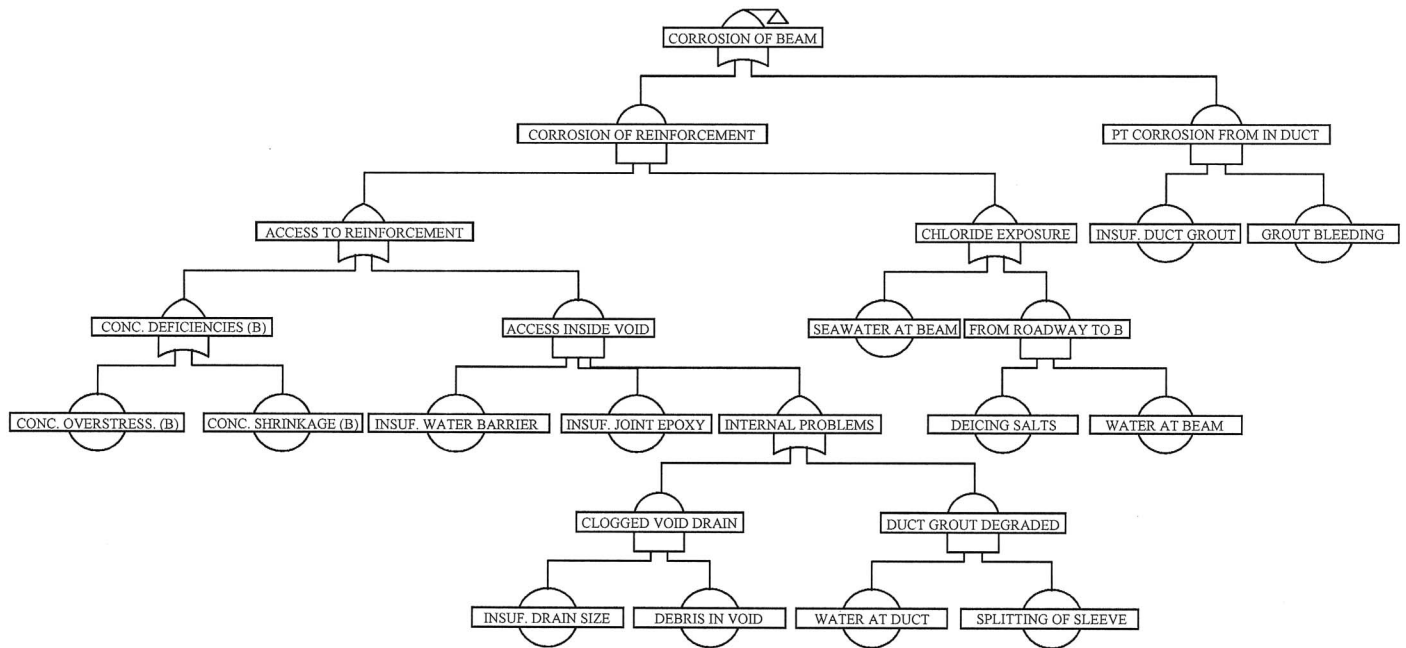 CORROSION OF BEAM
CORROSION OF REINFORCEMENT
PT CORROSION FROM IN DUCT
ACCESS TO REINFORCEMENT
CHLORIDE EXPOSURE
INSUF. DUCT GROUT
GROUT BLEEDING
CONC. DEFICIENCIES (B)
ACCESS INSIDE VOID
SEAWATER AT BEAM
FROM ROADWAY TO B
CONC. OVERSTRESS. (B)
CONC. SHRINKAGE (B)
INSUF. WATER BARRIER
INSUF. JOINT EPOXY
INTERNAL PROBLEMS
DEICING SALTS
WATER AT BEAM
CLOGGED VOID DRAIN
DUCT GROUT DEGRADED
INSUF. DRAIN SIZE
DEBRIS IN VOID
WATER AT DUCT
SPLITTING OF SLEEVE